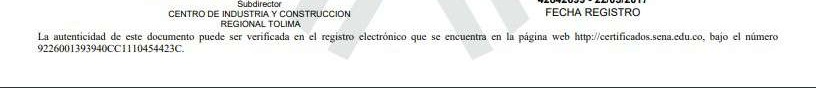 Subdirector
CENTRO DE INDUSTRIA Y CONSTRUCCION
REGIONAL TOLIMA
FECHA REGISTRO
La autenticidad de este documento puede ser verificada en el registro electrónico que se encuentra en la página web http://certificados.sena.edu.co, bajo el número
9226001393940CC1110454423C.